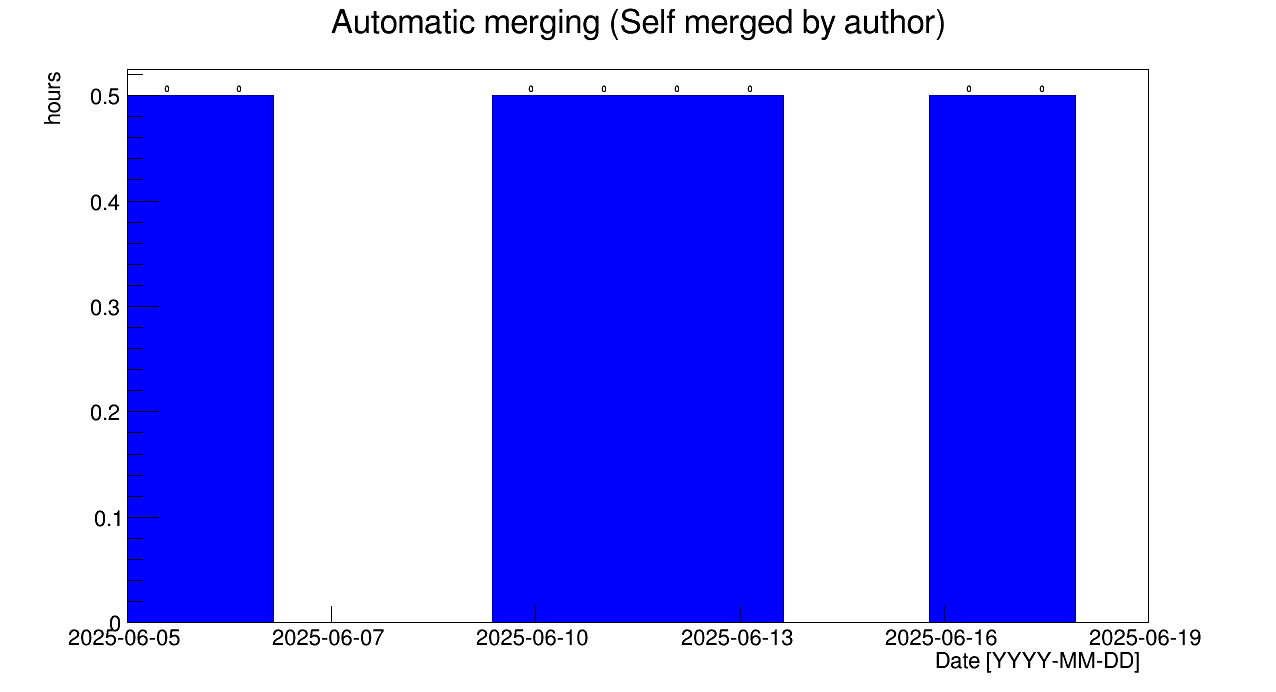 Automatic merging (Self merged by author)
hours
0 0 0 0 0 0 0 0
0.5
0.4
0.3
0.2
0.1
0
2025-06-05 2025-06-07 2025-06-10 2025-06-13 2025-06-16 2025-06-19
Date [YYYY-MM-DD]